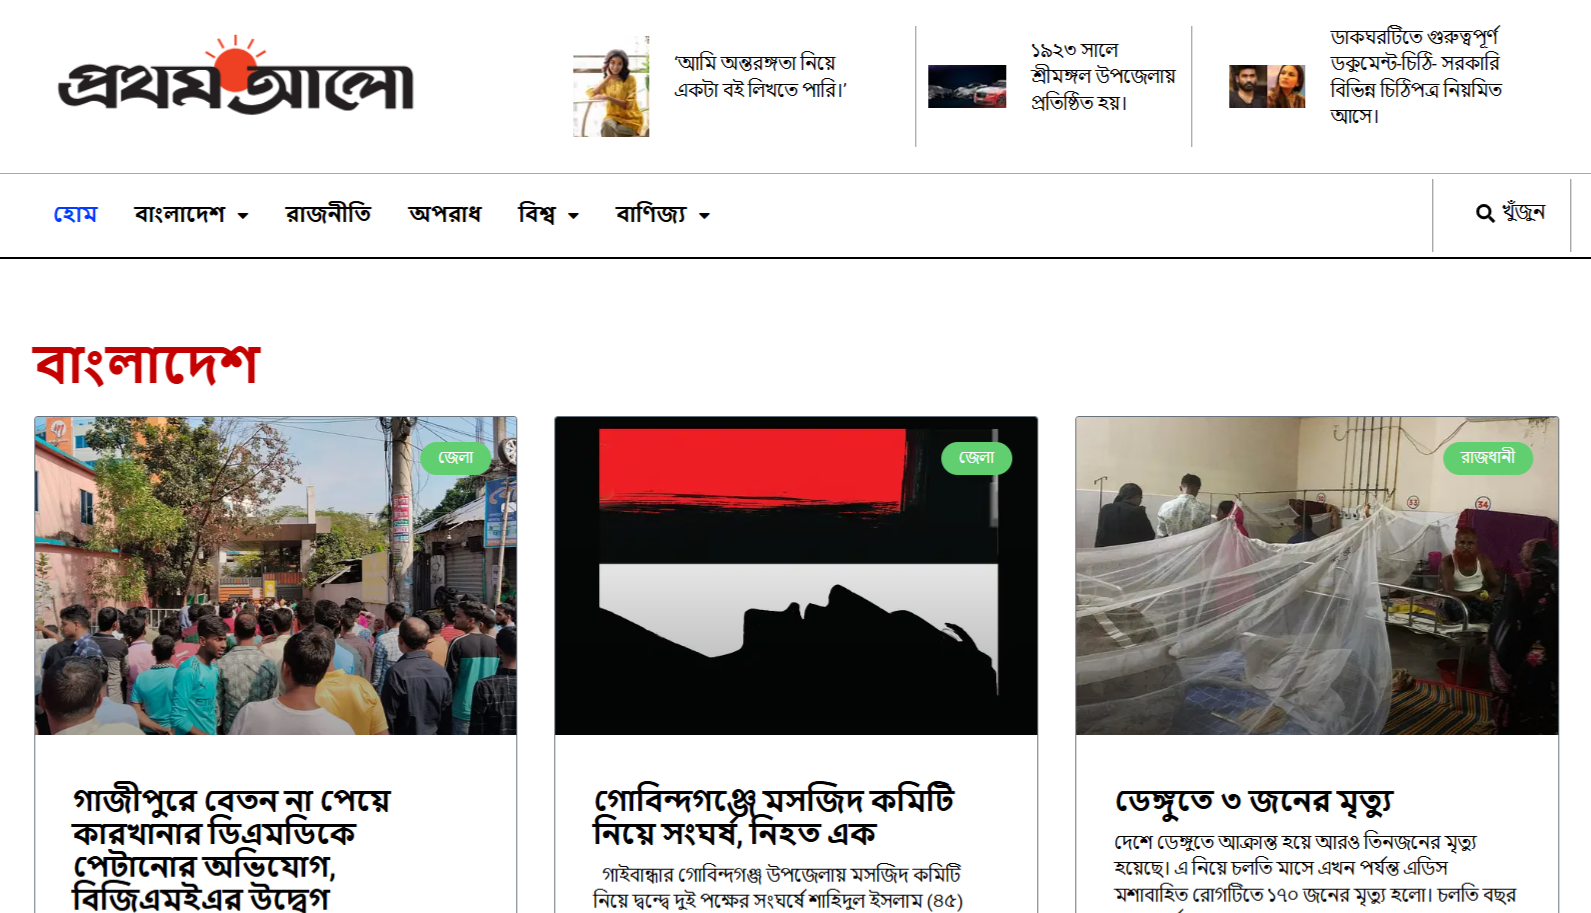 প্রথম আলো
‘আমি অন্তরঙ্গতা নিয়ে
একটা বই লিখতে পারি।’
১৯২৩ সালে
শ্রীমঙ্গল উপজেলায়
প্রতিষ্ঠিত হয়।
ডাকঘরটিতে গুরুত্বপূর্ণ
ডকুমেন্ট-চিঠি- সরকারি
বিভিন্ন চিঠিপত্র নিয়মিত
আসে।
হোম বাংলাদেশ রাজনীতি অপরাধ বিশ্ব বাণিজ্য খুঁজুন
বাংলাদেশ
জেলা
গাজীপুরে বেতন না পেয়ে
কারখানার ডিএমডিকে
পেটানোর অভিযোগ,
বিজিএমইএর উদ্বেগ
জেলা
গোবিন্দগঞ্জে মসজিদ কমিটি
নিয়ে সংঘর্ষ, নিহত এক
গাইবান্ধার গোবিন্দগঞ্জ উপজেলায় মসজিদ কমিটি
নিয়ে দ্বন্দ্বে দুই পক্ষের সংঘর্ষে শাহিদুল ইসলাম (৪৫)
রাজধানী
33
34
ডেঙ্গুতে ৩ জনের মৃত্যু
দেশে ডেঙ্গুতে আক্রান্ত হয়ে আরও তিনজনের মৃত্যু
হয়েছে। এ নিয়ে চলতি মাসে এখন পর্যন্ত এডিস
মশাবাহিত রোগটিতে ১৭০ জনের মৃত্যু হলো। চলতি বছর